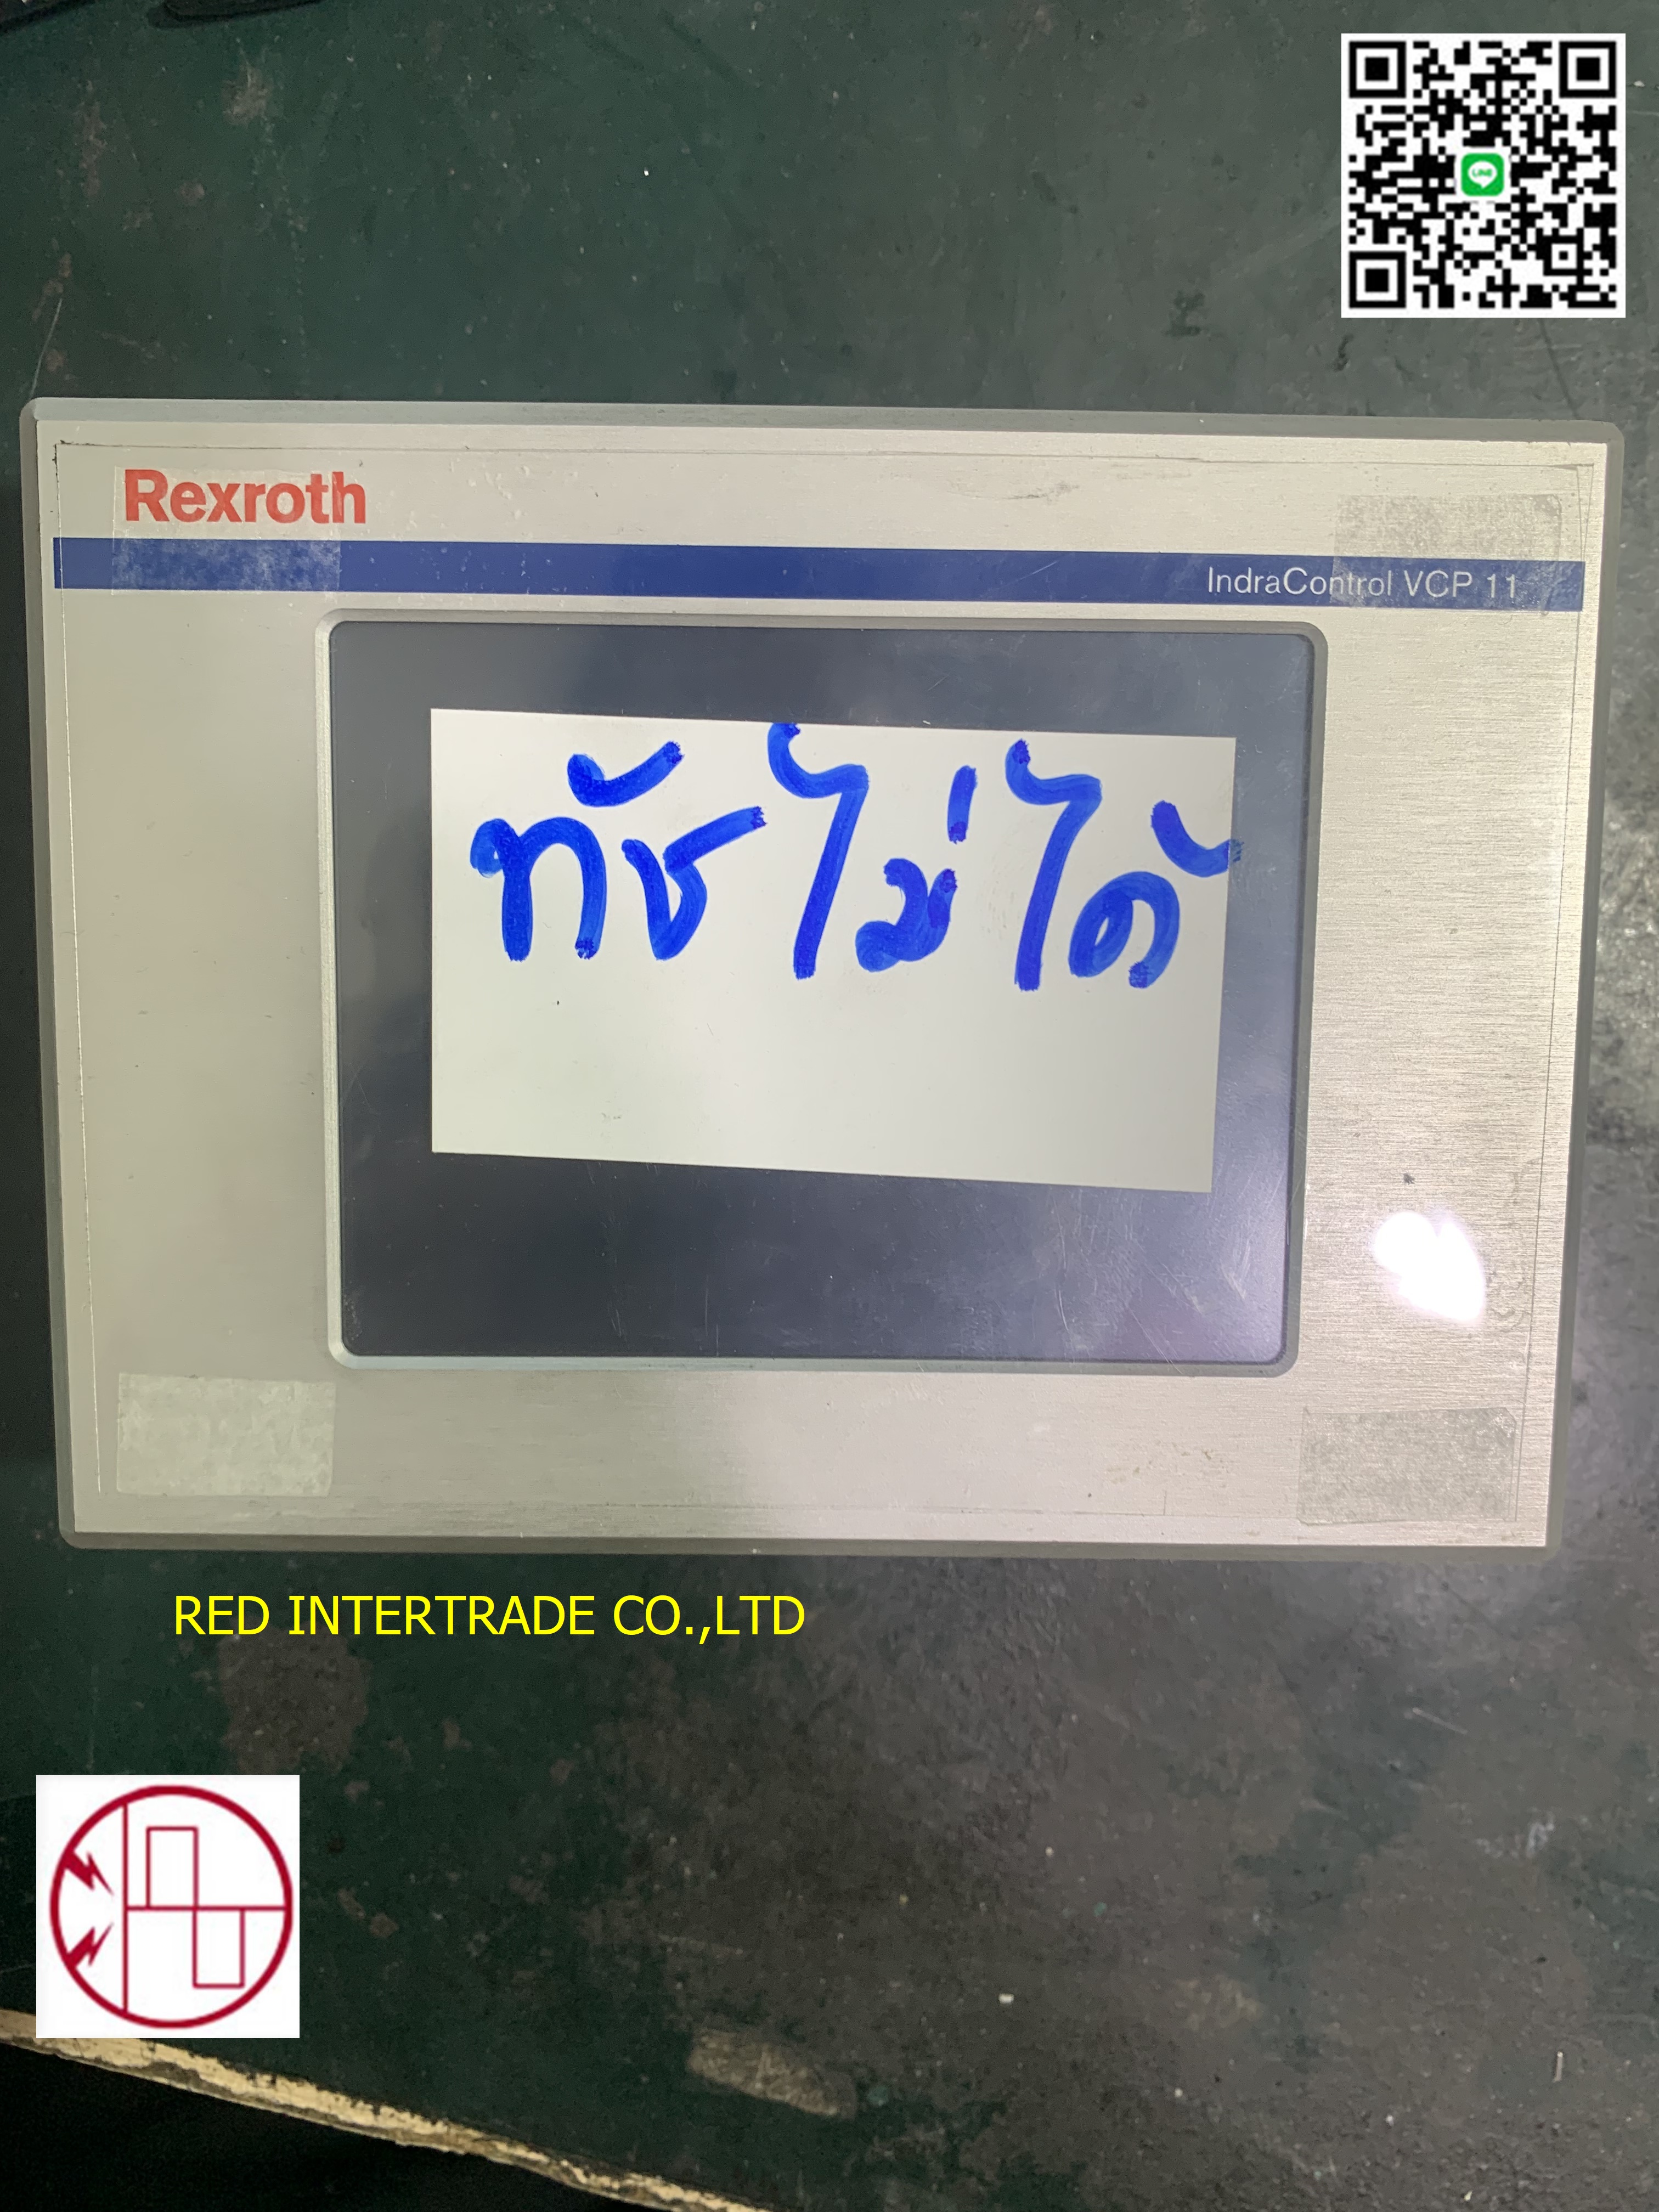 Rexroth
IndraControl VCP 11
ทัชไม่ได้
RED INTERTRADE CO.,LTD